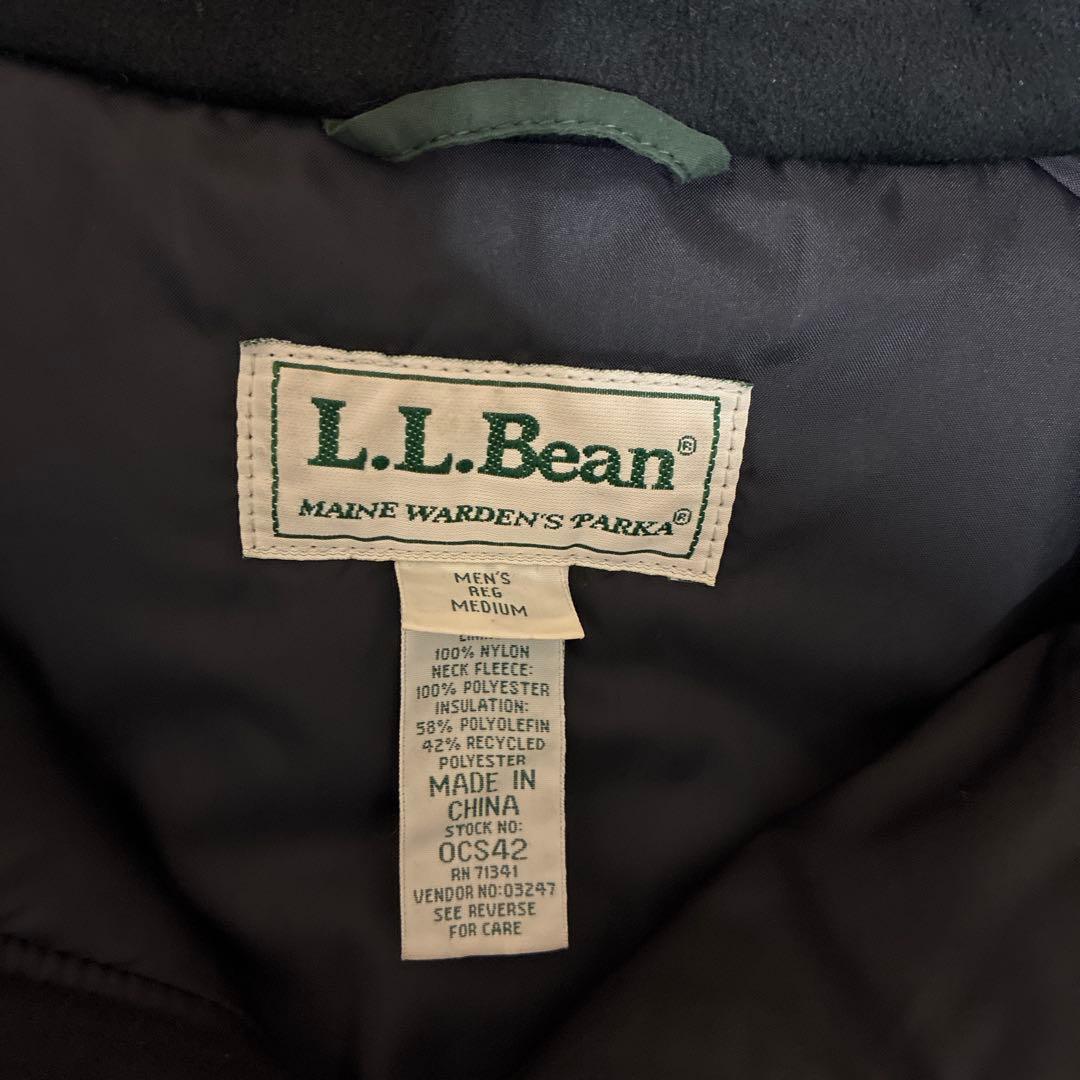 L.L.Bean®
MAINE WARDEN'S PARKA®
MEN'S
REG
MEDIUM
100% NYLON
NECK FLEECE:
100% POLYESTER
INSULATION:
58% POLYOLEFIN
42% RECYCLED
POLYESTER
MADE IN
CHINA
STOCK NO:
OCS42
RN 71341
VENDOR NO:03247
SEE REVERSE
FOR CARE